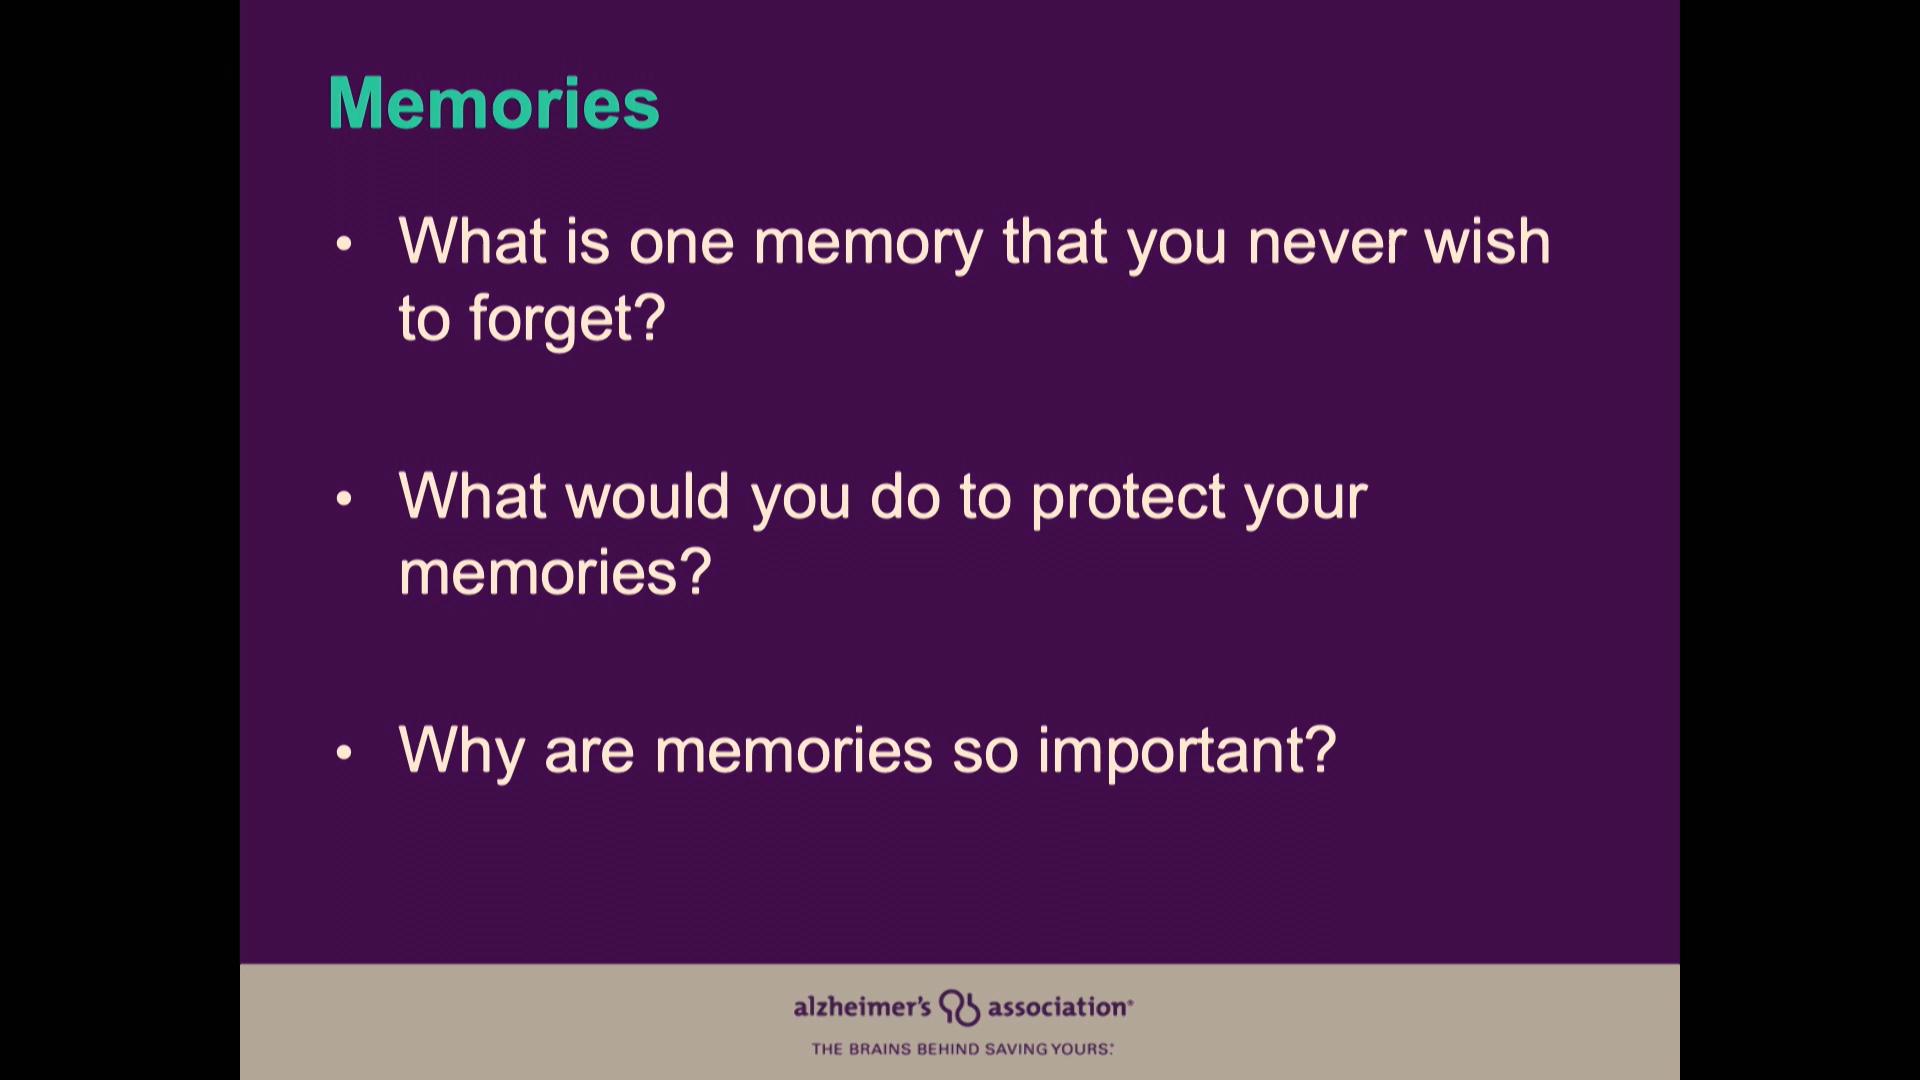 Memories
• What is one memory that you never wish
to forget?
• What would you do to protect your
memories?
• Why are memories so important?
alzheimer's association®
THE BRAINS BEHIND SAVING YOURS.™